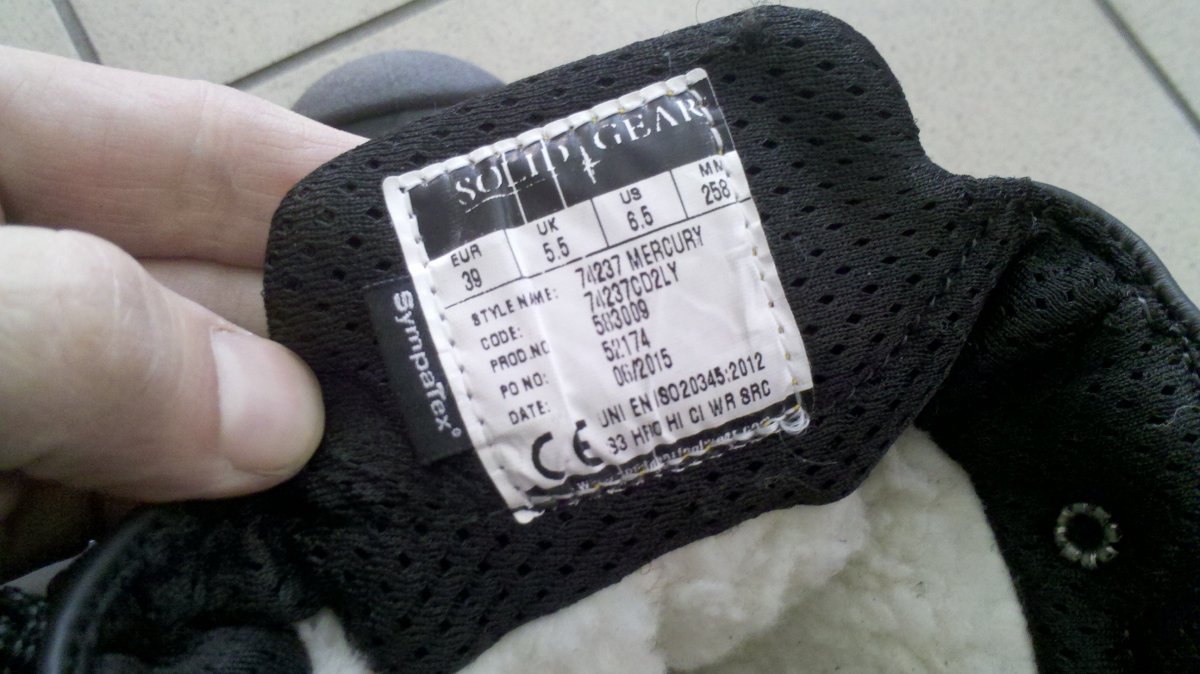 SOLID GEAR
EUR UK US MM
39 5.5 6.5 258
STYLE NAME: 74237 MERCURY
CODE: 74237CD2LY
PROD.NO 583009
PO NO: 52174
DATE: 06/2015
CE UNI EN ISO20345:2012
S3 HRO HI CI WR SRC
SympaTex®